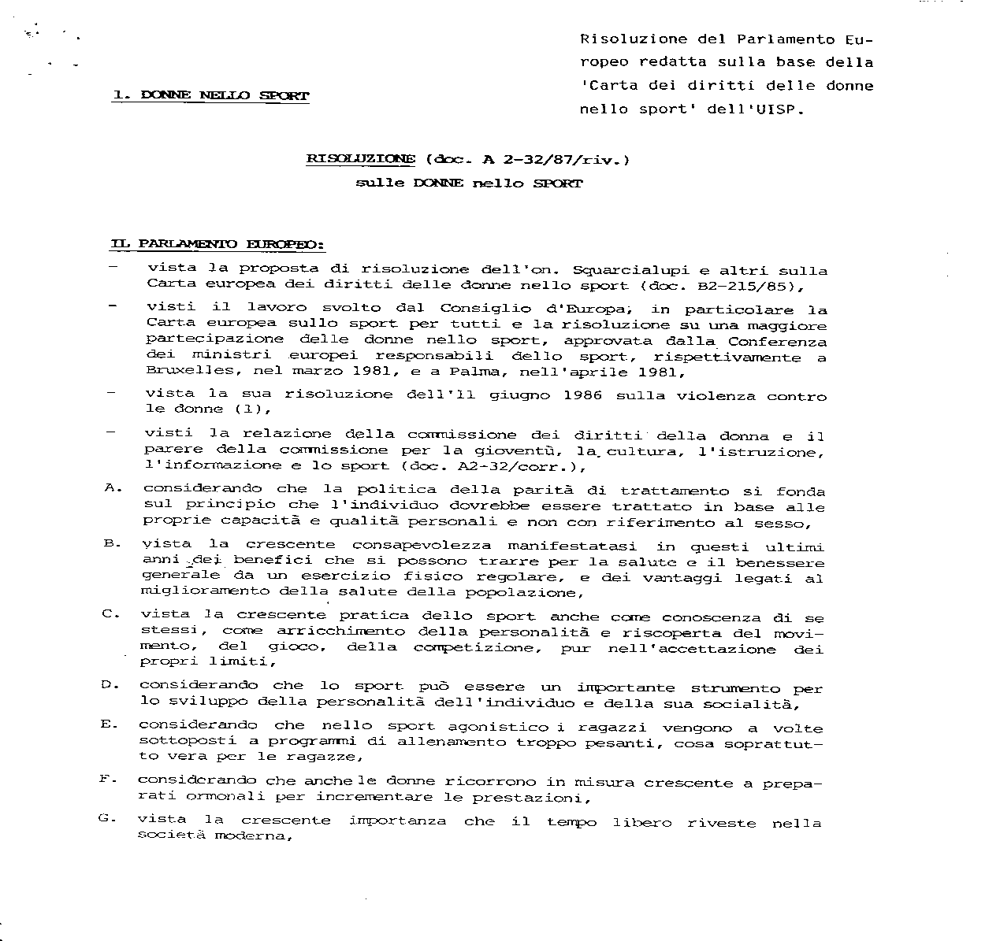 Risoluzione del Parlamento Eu-
ropeo redatta sulla base della
'Carta dei diritti delle donne
nello sport' dell'UISP.
1. DONNE NELLO SPORT
RISOLUZIONE (doc. A 2-32/87/riv.)
sulle DONNE nello SPORT
IL PARLAMENTO EUROPEO:
- vista la proposta di risoluzione dell'on. Squarcialupi e altri sulla
Carta europea dei diritti delle donne nello sport (doc. B2-215/85),
- visti il lavoro svolto dal Consiglio d'Europa, in particolare la
Carta europea sullo sport per tutti e la risoluzione su una maggiore
partecipazione delle donne nello sport, approvata dalla Conferenza
dei ministri europei responsabili dello sport, rispettivamente a
Bruxelles, nel marzo 1981, e a Palma, nell'aprile 1981,
- vista la sua risoluzione dell'11 giugno 1986 sulla violenza contro
le donne (1),
- visti la relazione della commissione dei diritti della donna e il
parere della commissione per la gioventù, la cultura, l'istruzione,
l'informazione e lo sport (doc. A2-32/corr.),
A. considerando che la politica della parità di trattamento si fonda
sul principio che l'individuo dovrebbe essere trattato in base alle
proprie capacità e qualità personali e non con riferimento al sesso,
B. vista la crescente consapevolezza manifestatasi in questi ultimi
anni dei benefici che si possono trarre per la salute e il benessere
generale da un esercizio fisico regolare, e dei vantaggi legati al
miglioramento della salute della popolazione,
C. vista la crescente pratica dello sport anche come conoscenza di se
stessi, come arricchimento della personalità e riscoperta del movi-
mento, del gioco, della competizione, pur nell'accettazione dei
propri limiti,
D. considerando che lo sport può essere un importante strumento per
lo sviluppo della personalità dell'individuo e della sua socialità,
E. considerando che nello sport agonistico i ragazzi vengono a volte
sottoposti a programmi di allenamento troppo pesanti, cosa soprattut-
to vera per le ragazze,
F. considerando che anche le donne ricorrono in misura crescente a prepa-
rati ormonali per incrementare le prestazioni,
G. vista la crescente importanza che il tempo libero riveste nella
società moderna,